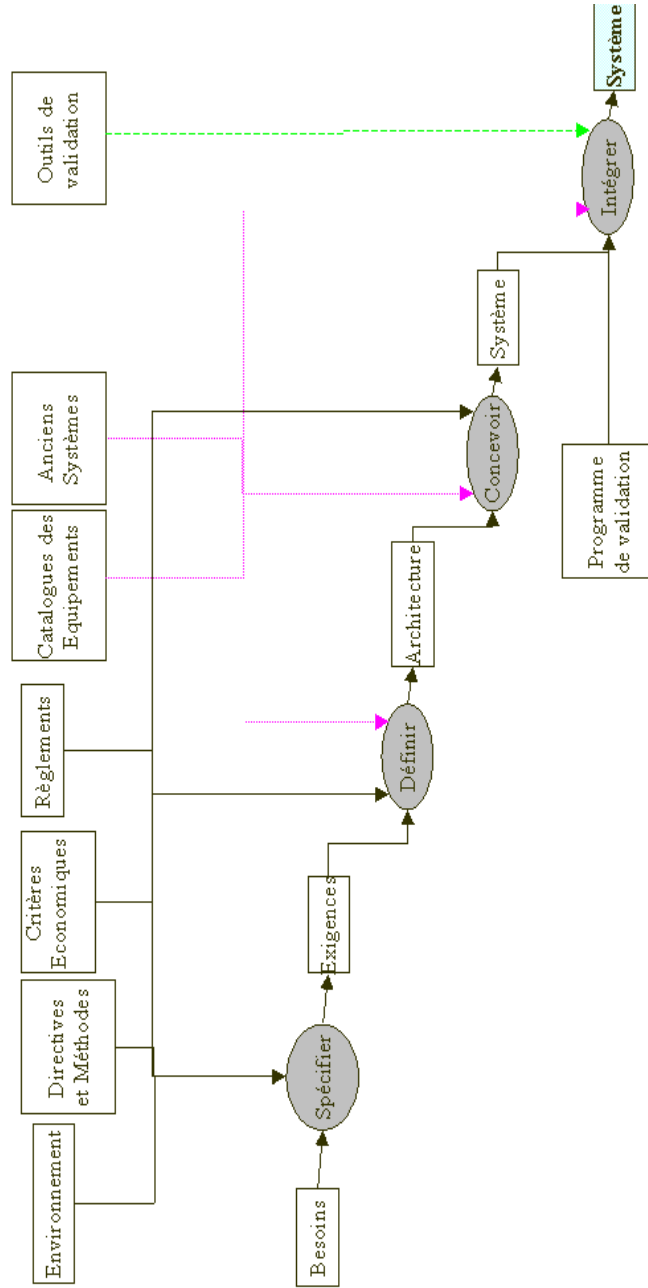 Environnement
Directives
et Méthodes
Critères
Economiques
Règlements
Catalogues des
Equipements
Anciens
Systèmes
Outils de
validation
Besoins
Spécifier
Exigences
Définir
Architecture
Concevoir
Système
Programme
de validation
Intégrer
Système